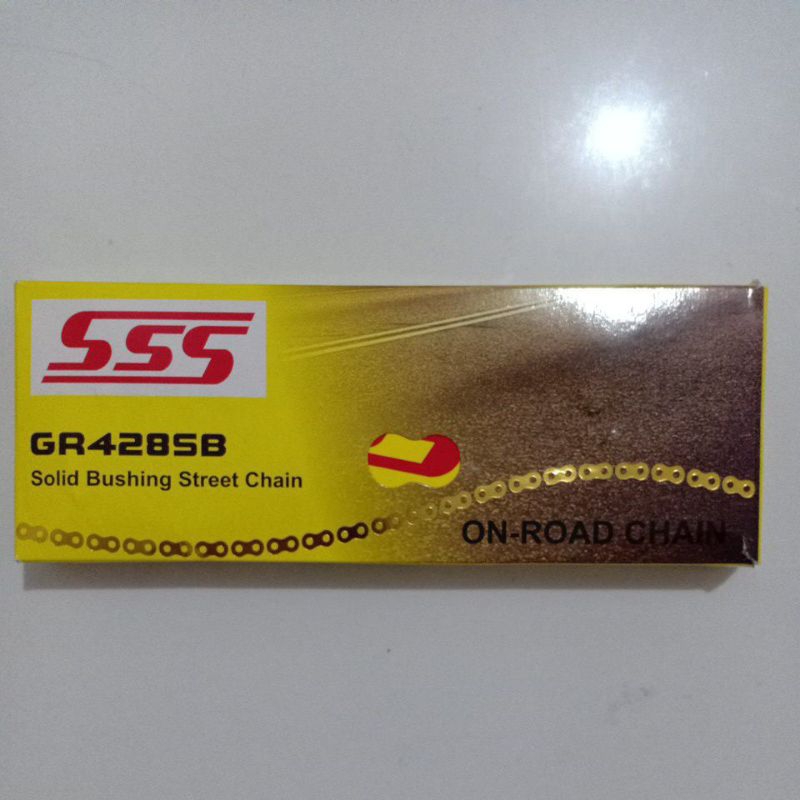 SSS
GR428SB
Solid Bushing Street Chain
ON-ROAD CHAIN